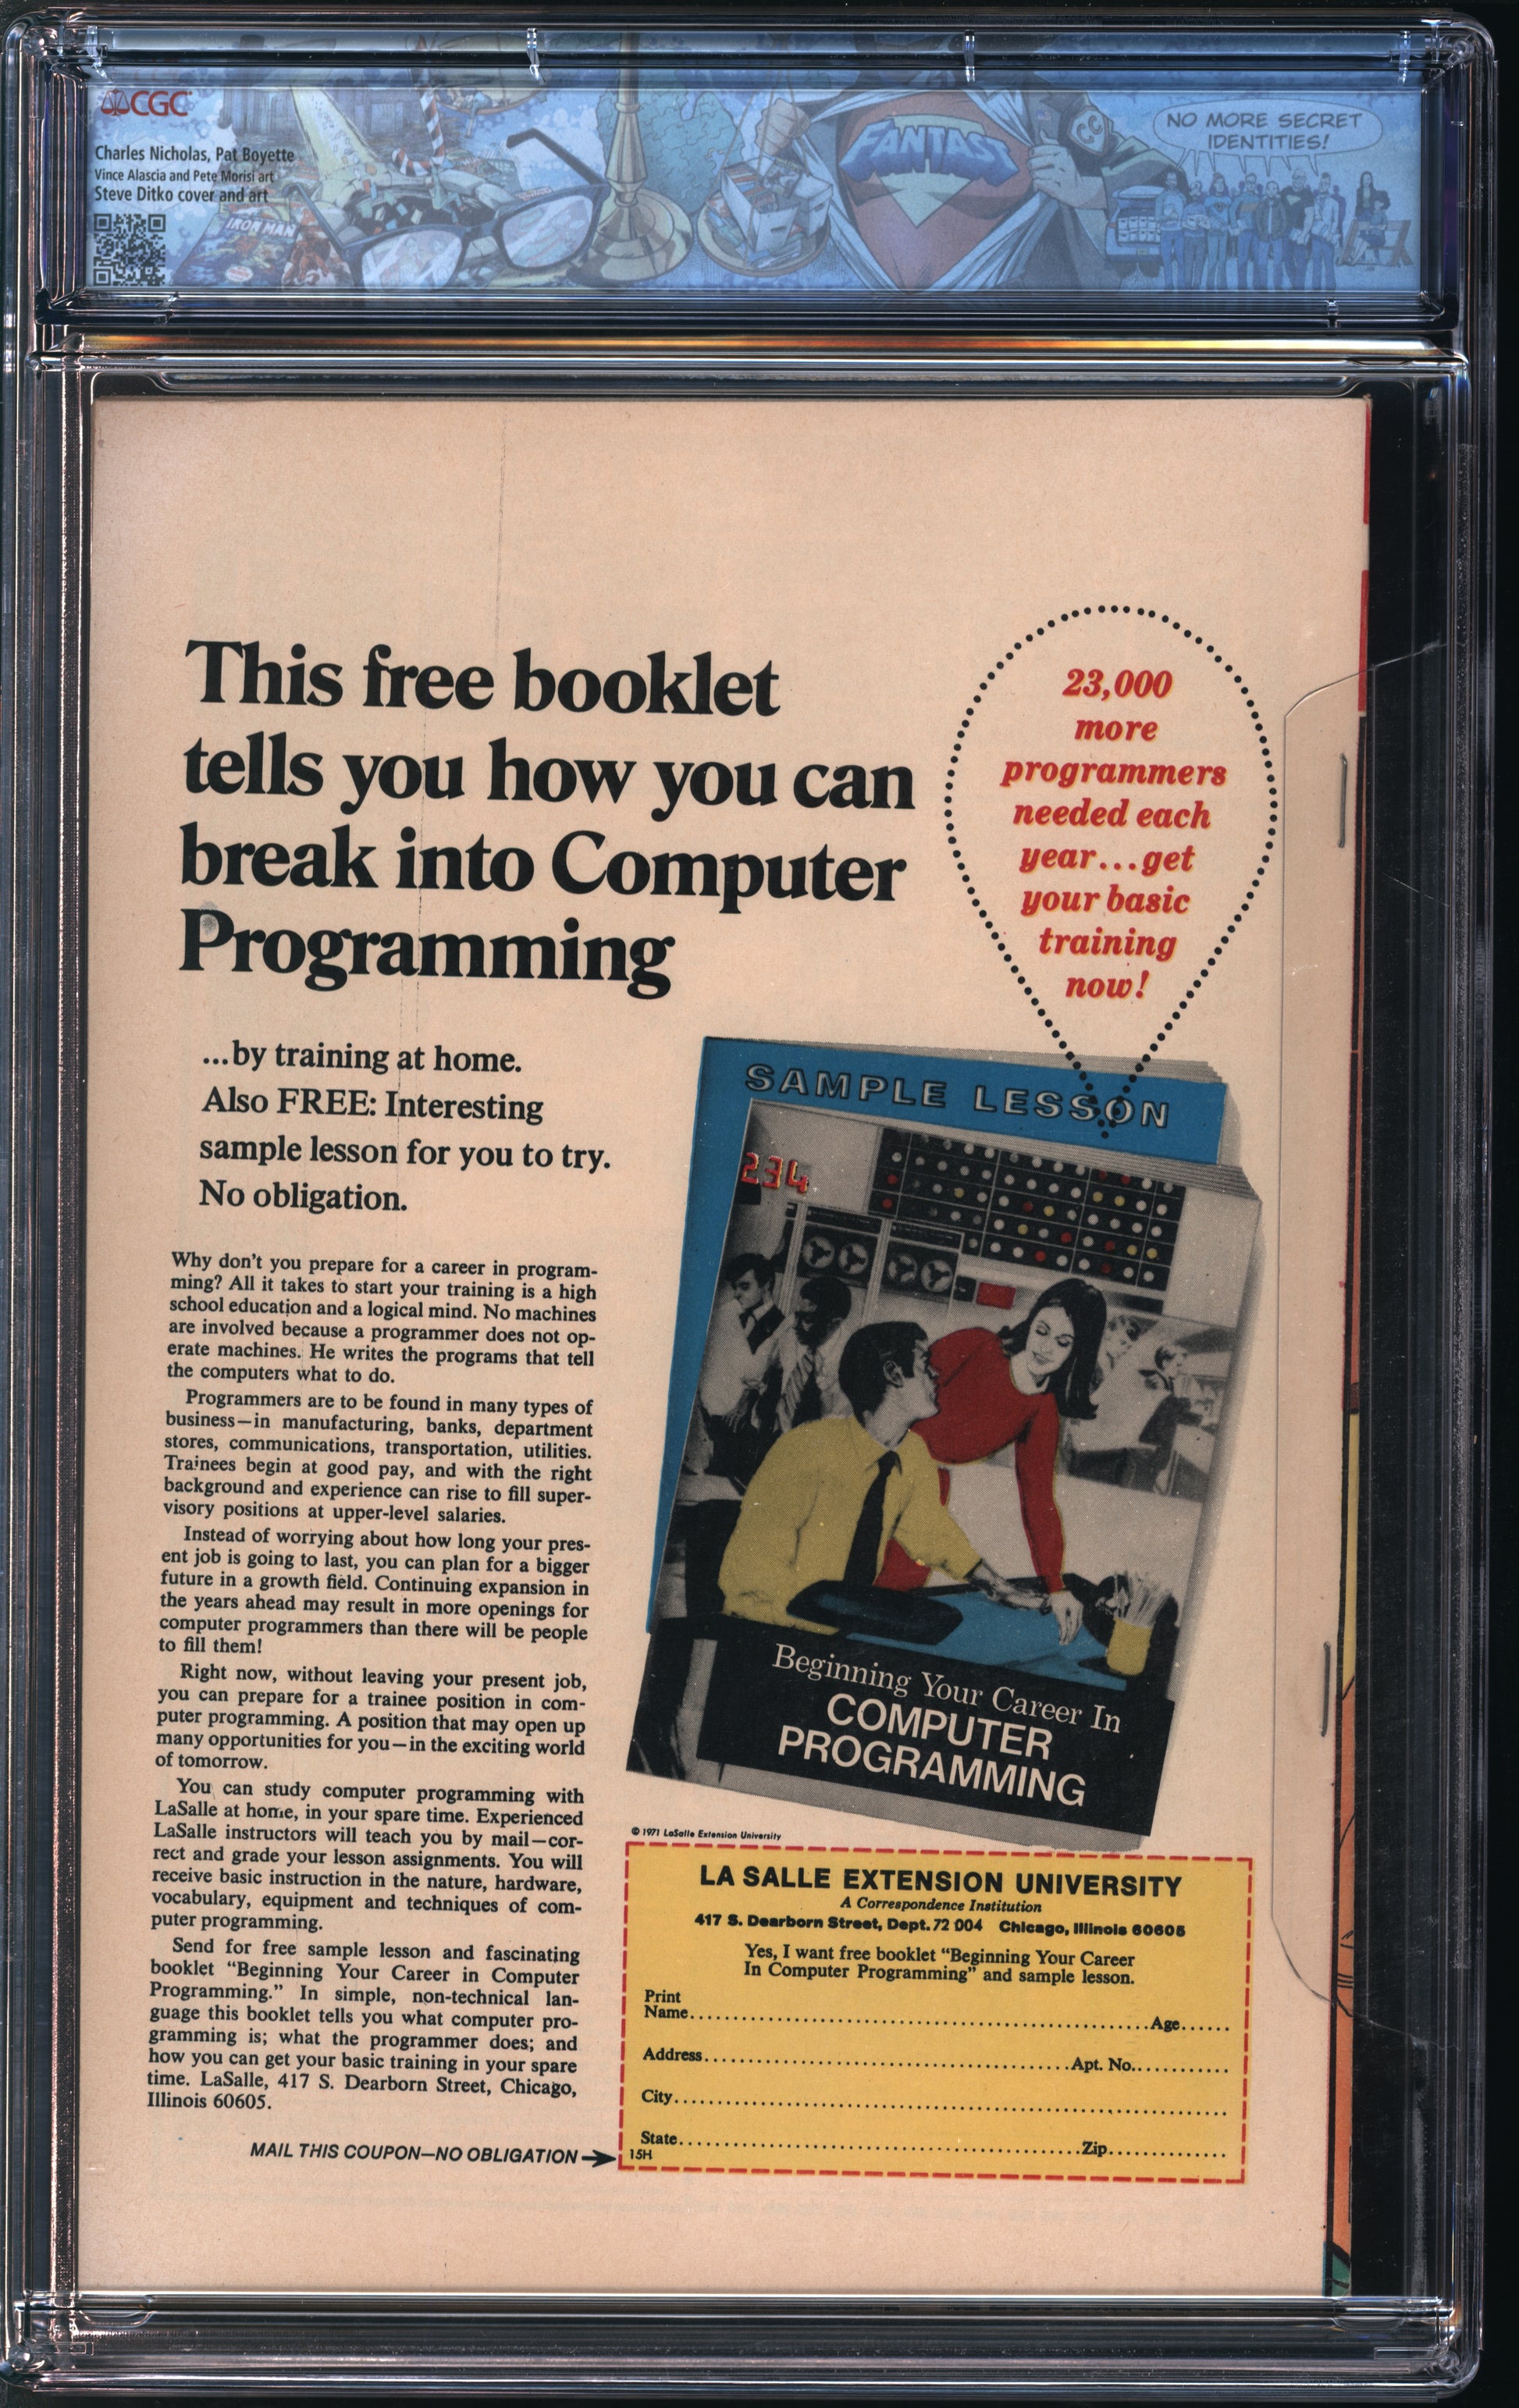 CGC
Charles Nicholas, Pat Boyette
Vince Alascia and Pete Morisi art
Steve Ditko cover and art
IRON MAN
FANTAST
CC
NO MORE SECRET
IDENTITIES!
This free booklet
tells you how you can
break into Computer
Programming
23,000
more
programmers
needed each
year...get
your basic
training
now!
...by training at home.
Also FREE: Interesting
sample lesson for you to try.
No obligation.
SAMPLE LESSON
234
Why don't you prepare for a career in program-
ming? All it takes to start your training is a high
school education and a logical mind. No machines
are involved because a programmer does not op-
erate machines. He writes the programs that tell
the computers what to do.
Programmers are to be found in many types of
business—in manufacturing, banks, department
stores, communications, transportation, utilities.
Trainees begin at good pay, and with the right
background and experience can rise to fill super-
visory positions at upper-level salaries.
Instead of worrying about how long your pres-
ent job is going to last, you can plan for a bigger
future in a growth field. Continuing expansion in
the years ahead may result in more openings for
computer programmers than there will be people
to fill them!
Right now, without leaving your present job,
you can prepare for a trainee position in com-
puter programming. A position that may open up
many opportunities for you—in the exciting world
of tomorrow.
You can study computer programming with
LaSalle at home, in your spare time. Experienced
LaSalle instructors will teach you by mail—cor-
rect and grade your lesson assignments. You will
receive basic instruction in the nature, hardware,
vocabulary, equipment and techniques of com-
puter programming.
Send for free sample lesson and fascinating
booklet “Beginning Your Career in Computer
Programming.” In simple, non-technical lan-
guage this booklet tells you what computer pro-
gramming is; what the programmer does; and
how you can get your basic training in your spare
time. LaSalle, 417 S. Dearborn Street, Chicago,
Illinois 60605.
MAIL THIS COUPON—NO OBLIGATION
Beginning Your Career In
COMPUTER
PROGRAMMING
© 1971 LaSalle Extension University
LA SALLE EXTENSION UNIVERSITY
A Correspondence Institution
417 S. Dearborn Street, Dept. 72 004 Chicago, Illinois 60605
Yes, I want free booklet “Beginning Your Career
In Computer Programming” and sample lesson.
Print
Name Age
Address Apt. No.
City
State Zip
15H